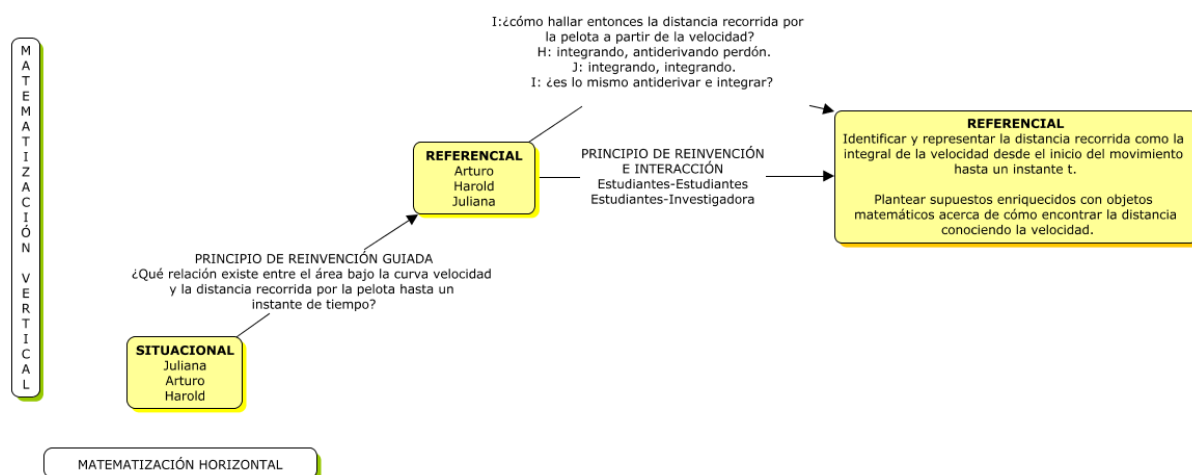 I:¿cómo hallar entonces la distancia recorrida por
la pelota a partir de la velocidad?
H: integrando, antiderivando perdón.
J: integrando, integrando.
I: ¿es lo mismo antiderivar e integrar?
MATEMATIZACIÓN VERTICAL
REFERENCIAL
Arturo
Harold
Juliana
PRINCIPIO DE REINVENCIÓN
E INTERACCIÓN
Estudiantes-Estudiantes
Estudiantes-Investigadora
REFERENCIAL
Identificar y representar la distancia recorrida como la
integral de la velocidad desde el inicio del movimiento
hasta un instante t.
Plantear supuestos enriquecidos con objetos
matemáticos acerca de cómo encontrar la distancia
conociendo la velocidad.
PRINCIPIO DE REINVENCIÓN GUIADA
¿Qué relación existe entre el área bajo la curva velocidad
y la distancia recorrida por la pelota hasta un
instante de tiempo?
SITUACIONAL
Juliana
Arturo
Harold
MATEMATIZACIÓN HORIZONTAL